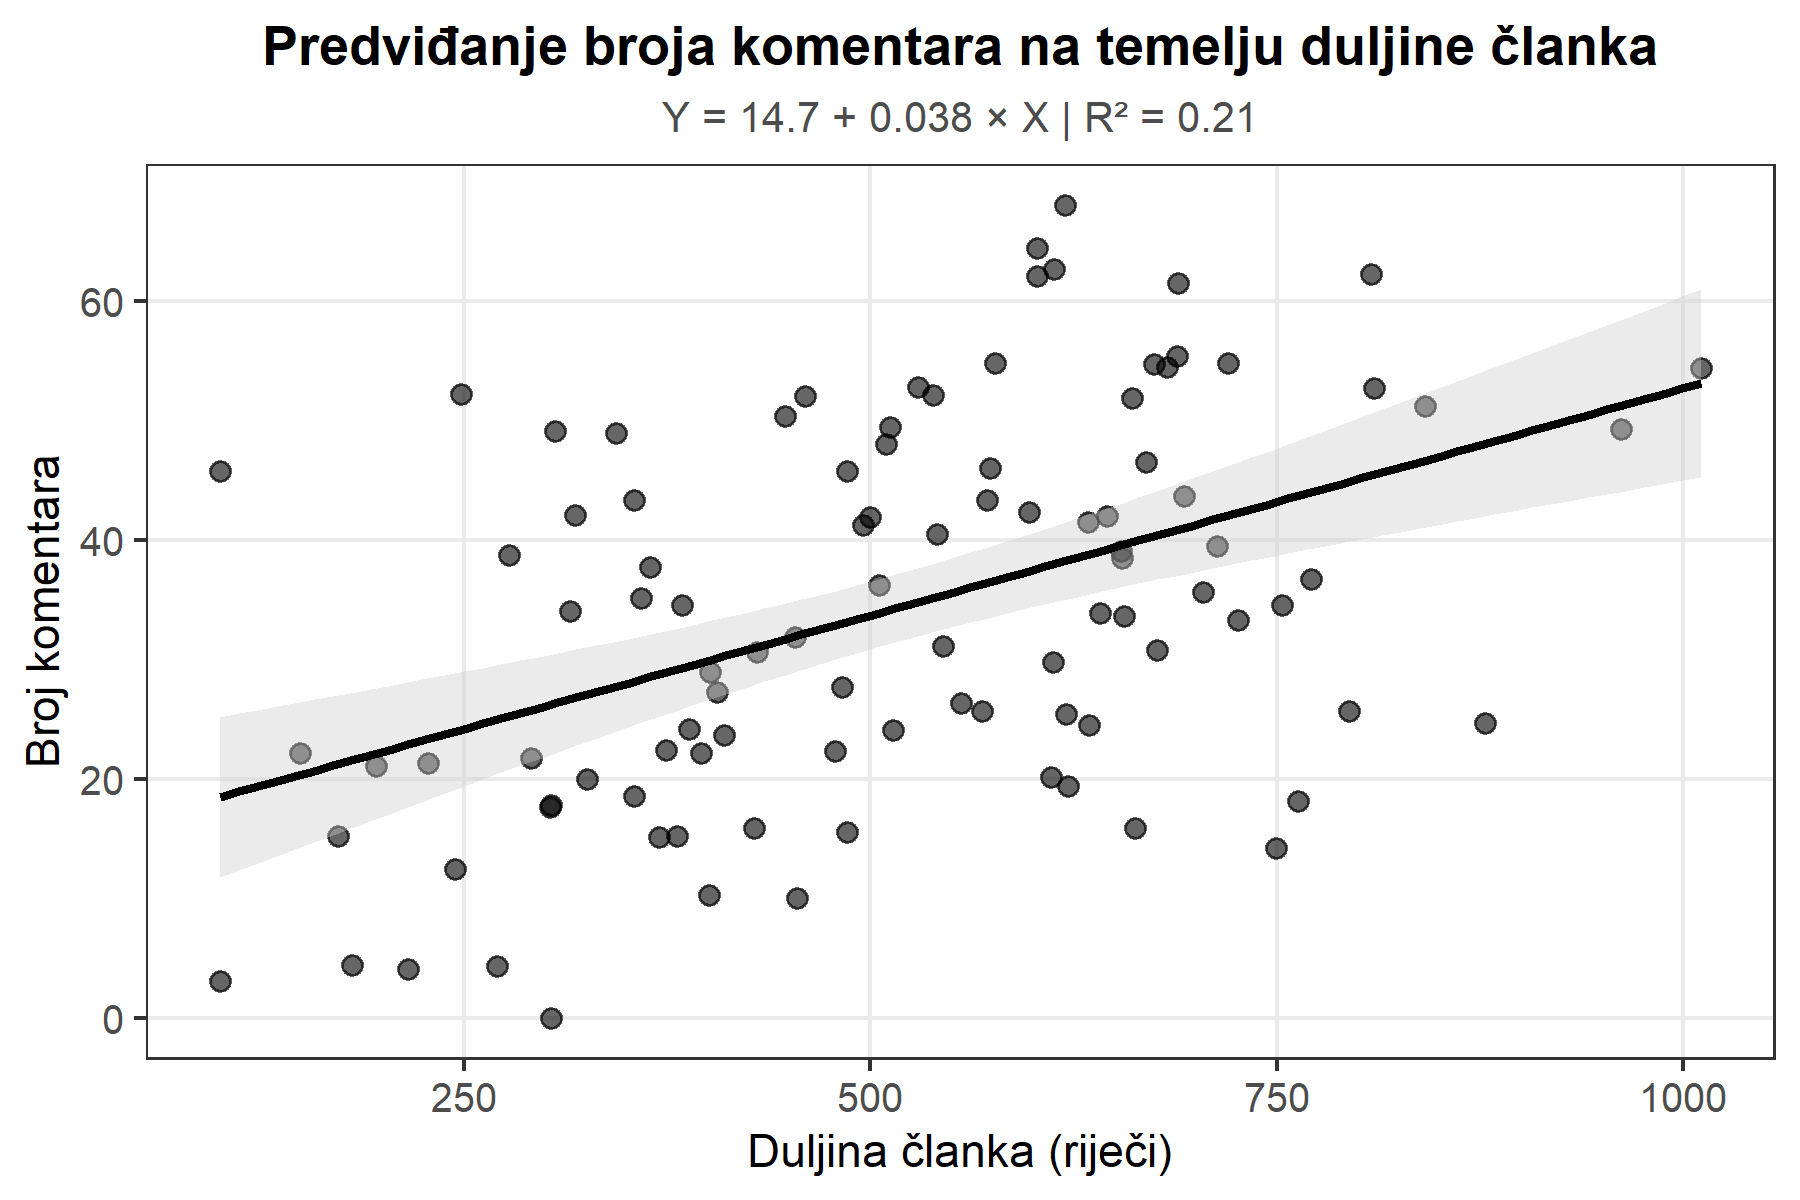 Predviđanje broja komentara na temelju duljine članka
Y = 14.7 + 0.038 × X | R² = 0.21
Broj komentara
60
40
20
0
250
500
750
1000
Duljina članka (riječi)